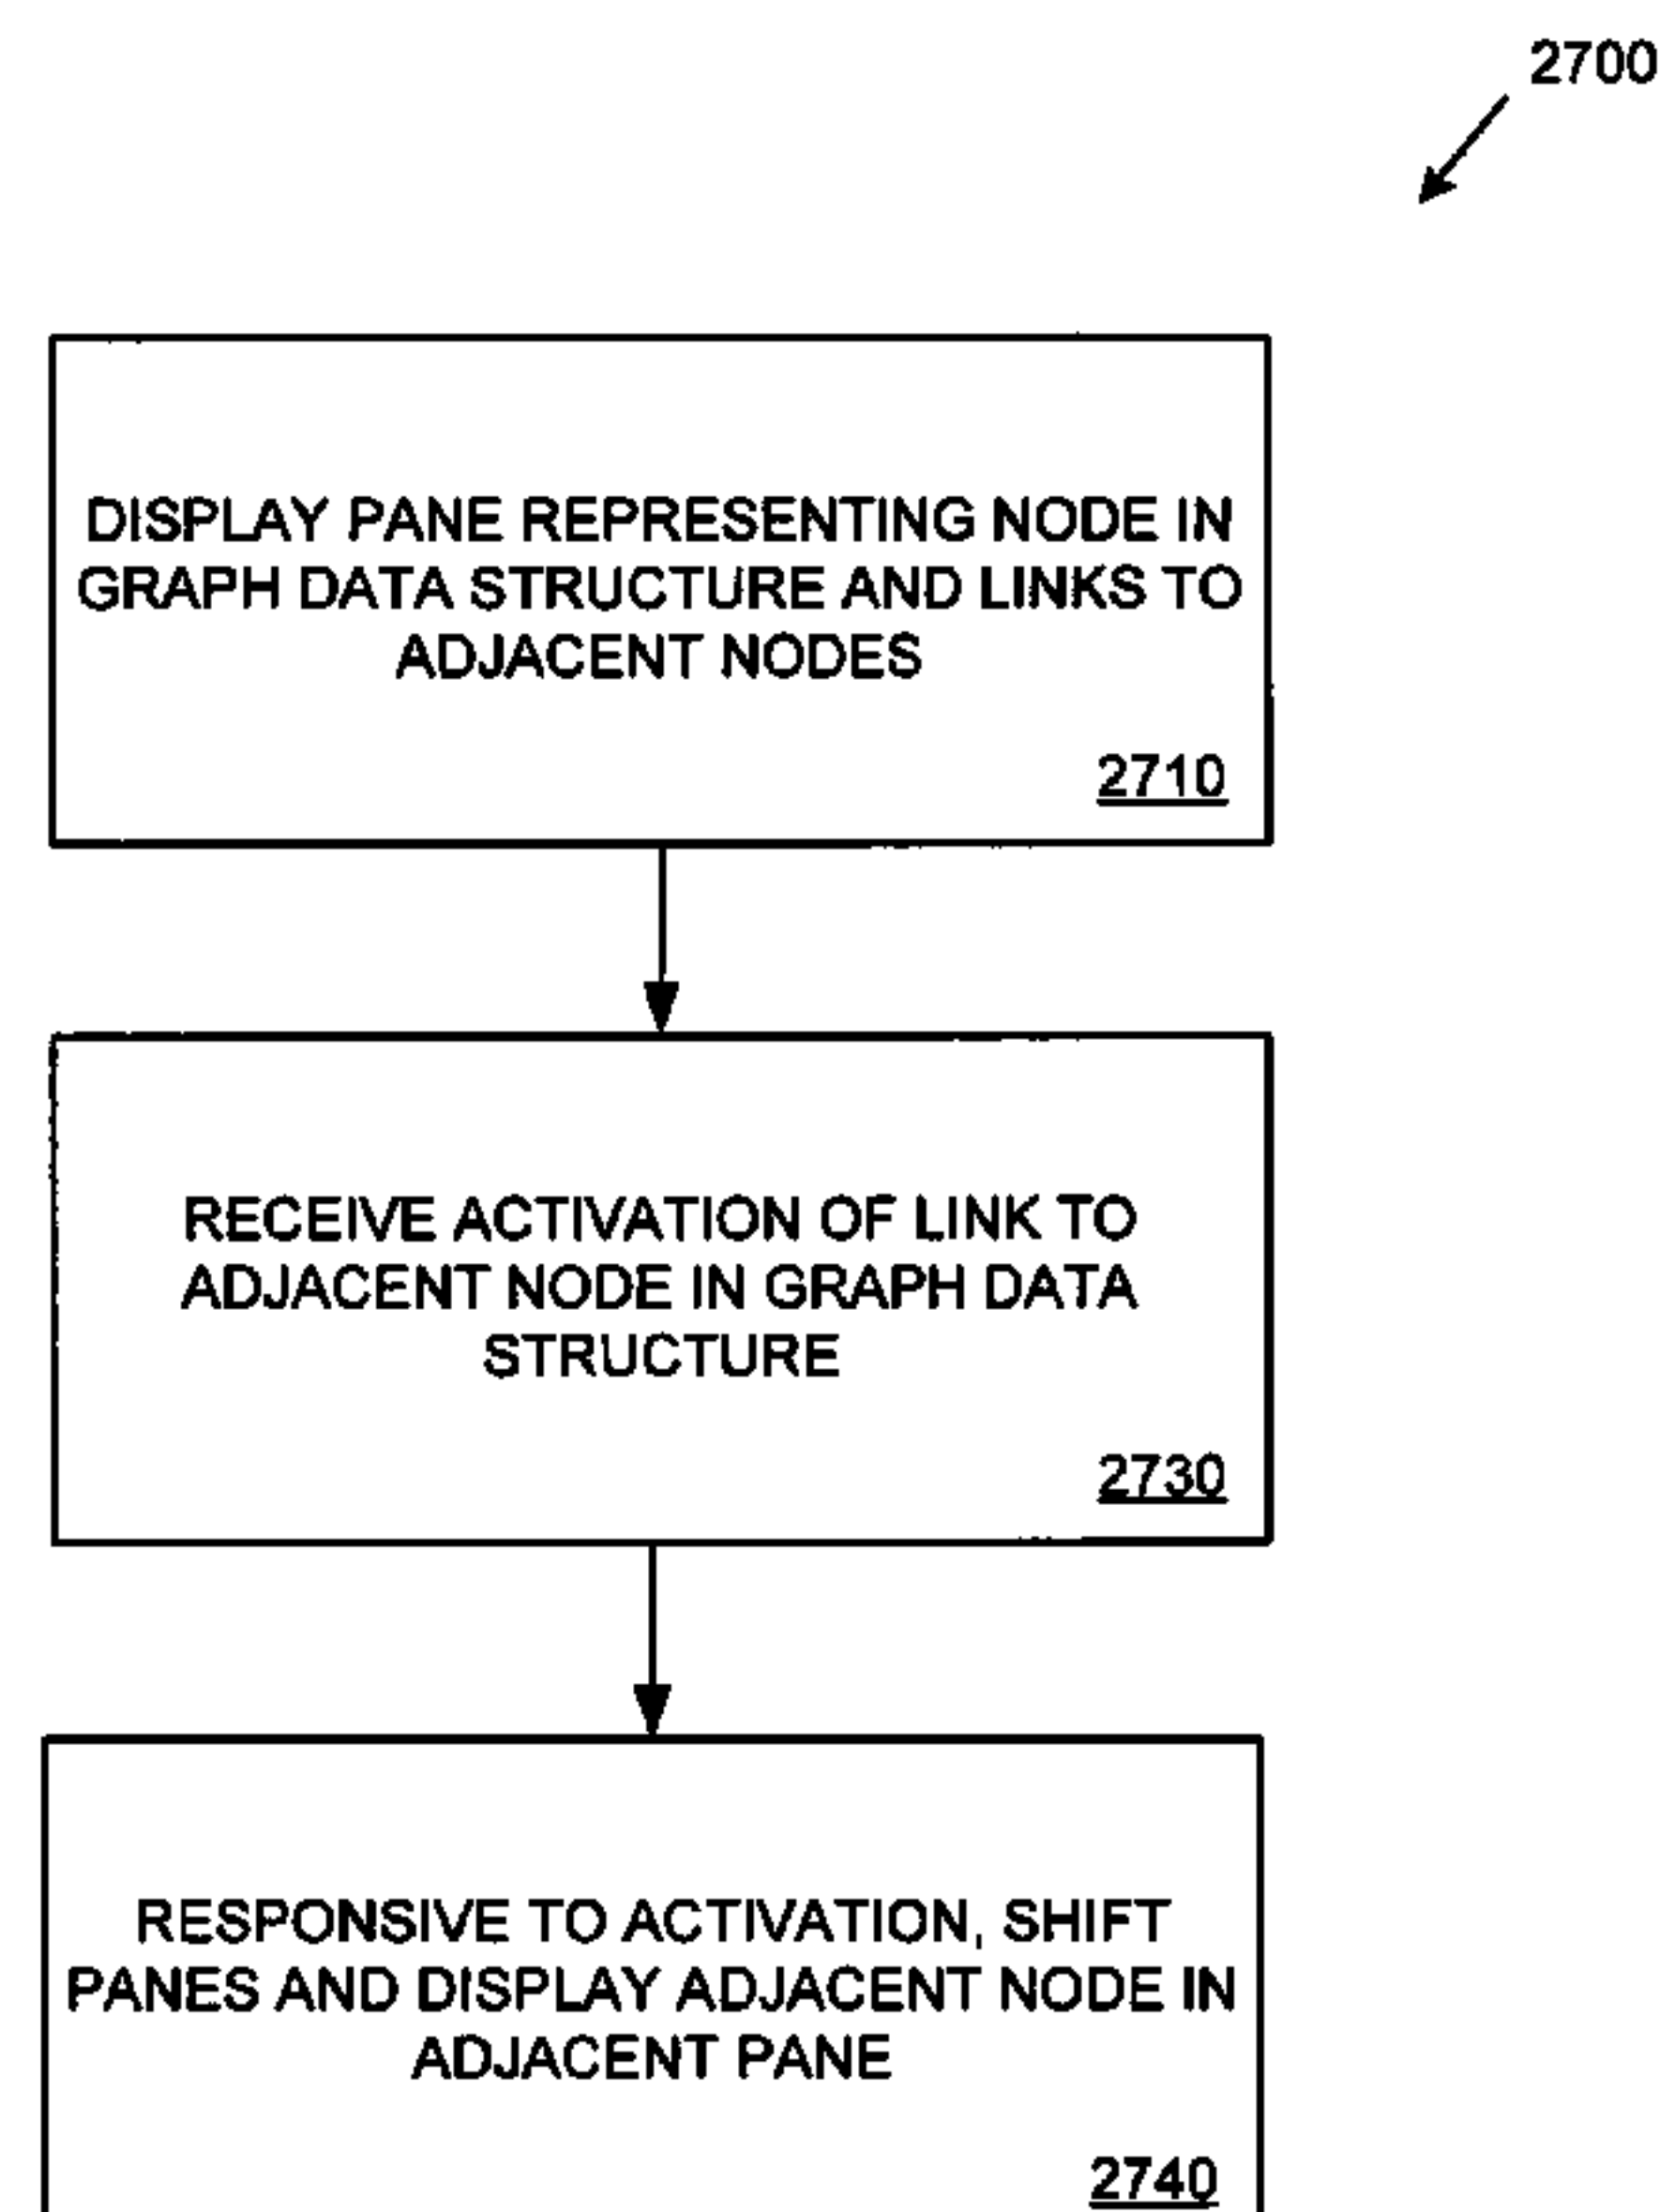 2700
DISPLAY PANE REPRESENTING NODE IN
GRAPH DATA STRUCTURE AND LINKS TO
ADJACENT NODES
2710
RECEIVE ACTIVATION OF LINK TO
ADJACENT NODE IN GRAPH DATA
STRUCTURE
2730
RESPONSIVE TO ACTIVATION, SHIFT
PANES AND DISPLAY ADJACENT NODE IN
ADJACENT PANE
2740